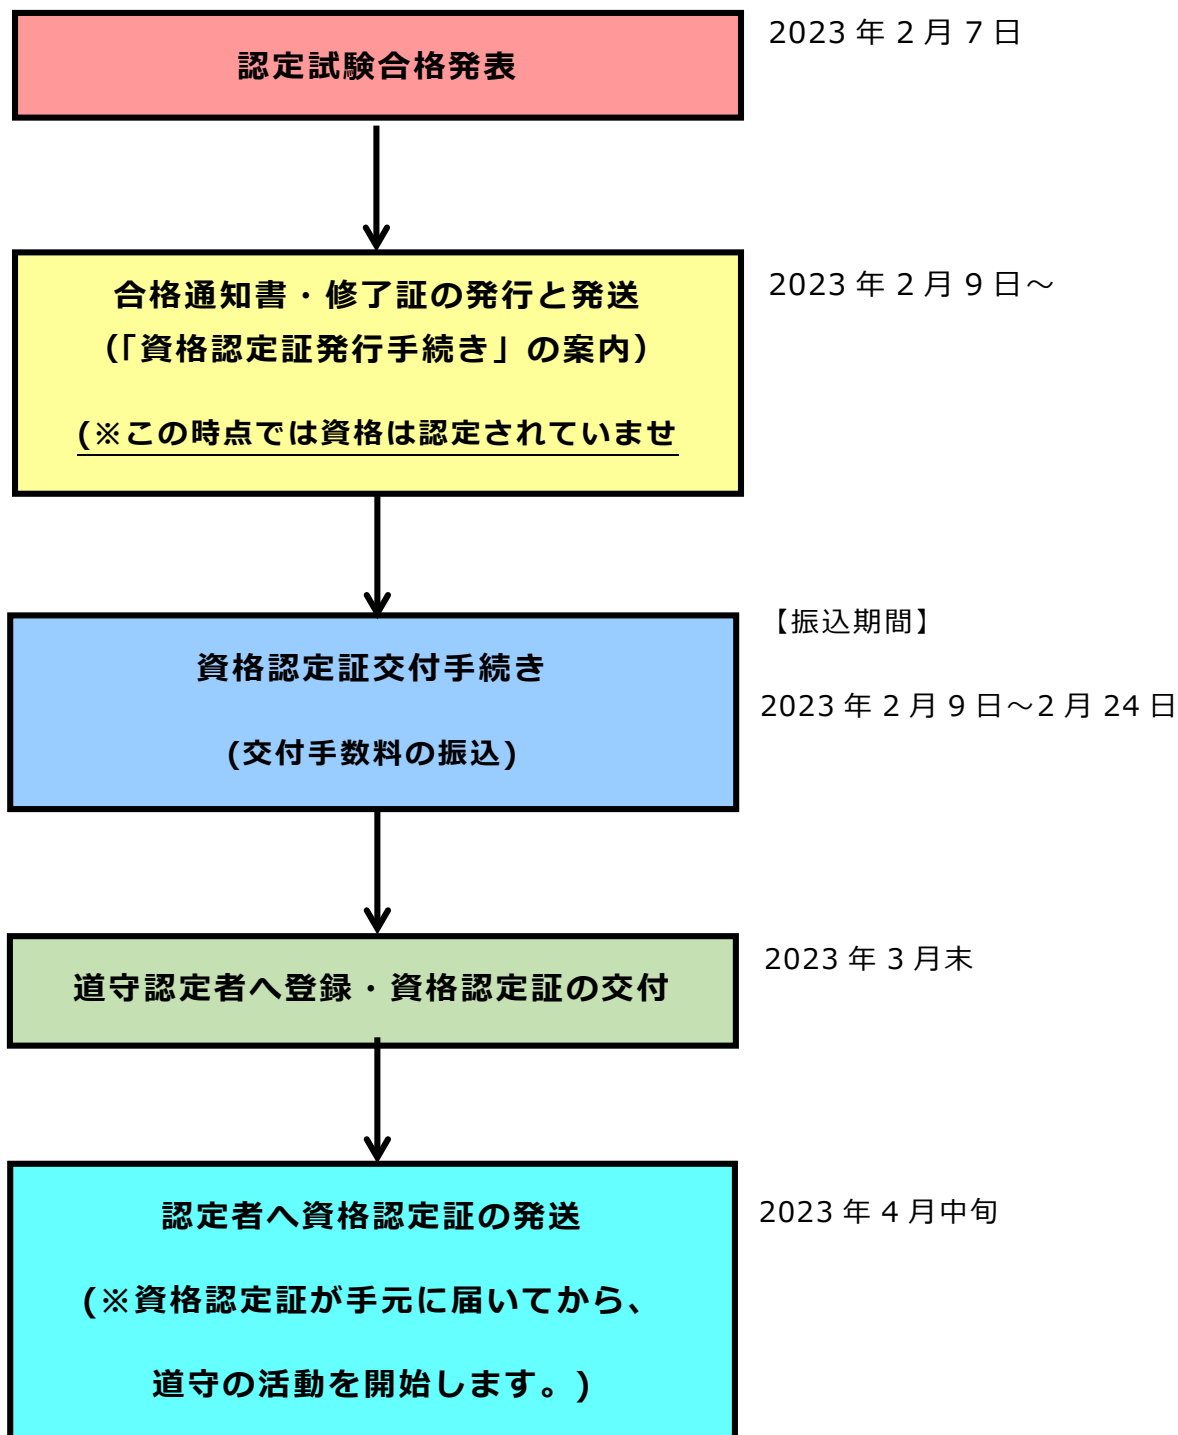 認定試験合格発表
2023年2月7日
合格通知書・修了証の発行と発送
(「資格認定証発行手続き」の案内)
(※この時点では資格は認定されていませ
2023年2月9日～
資格認定証交付手続き
(交付手数料の振込)
【振込期間】
2023年2月9日～2月24日
道守認定者へ登録・資格認定証の交付
2023年3月末
認定者へ資格認定証の発送
(※資格認定証が手元に届いてから、
道守の活動を開始します。)
2023年4月中旬